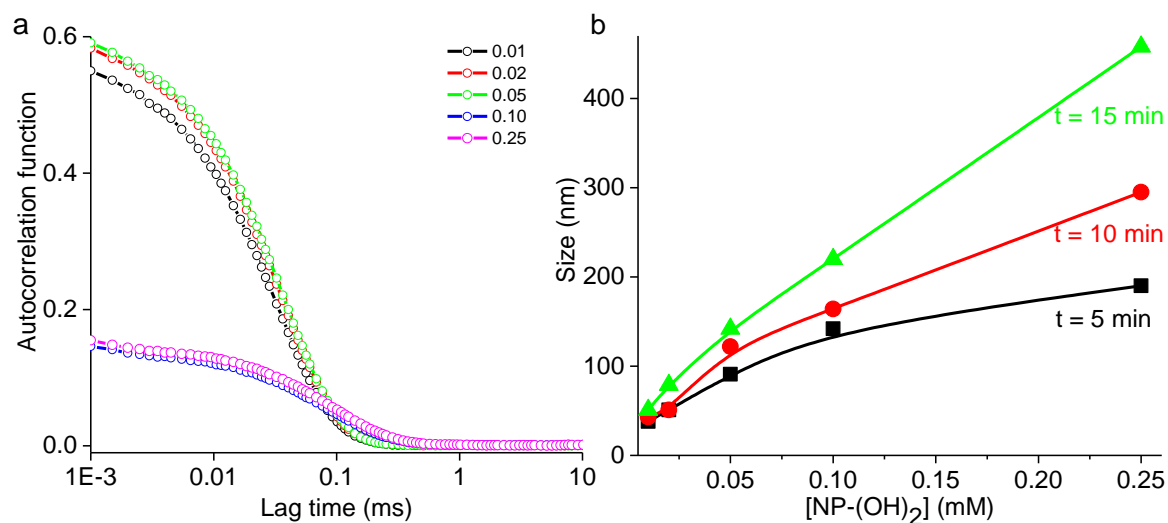 a
0.6
0.4
0.2
0.0
Autocorrelation function
0.01
0.02
0.05
0.10
0.25
1E-3
0.01
0.1
1
10
Lag time (ms)
b
400
300
200
100
0
Size (nm)
t = 15 min
t = 10 min
t = 5 min
0.05
0.10
0.15
0.20
0.25
[NP-(OH)₂] (mM)